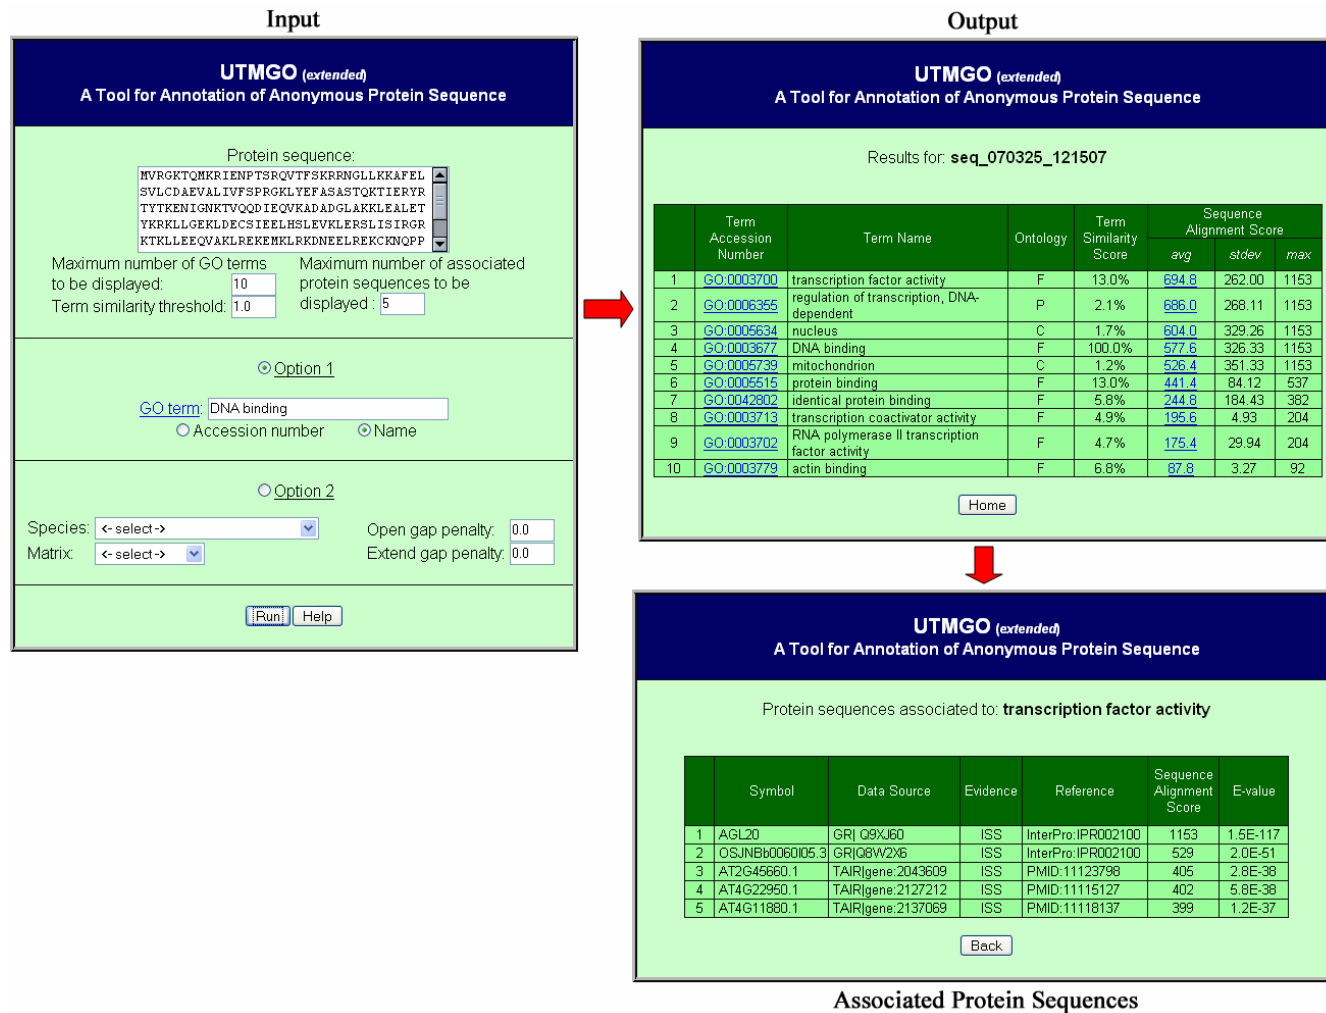 Input
UTMGO (extended)
A Tool for Annotation of Anonymous Protein Sequence
Protein sequence:
MVRGKTQMKRIENPTSRQVTFSKRRNGLLKKAFEL
SVLCDAEVALIVFSPRGKLYEFASASTQKTIERYR
TYTKENIGNKTVQQDIEQVKADADGLAKKLEALET
YKRKLLGEKLDECSIEELHSLEVKLERSLISIRGR
KTKLLEEQVAKLREKEMKLRKDNEELREKCKNQPP
Maximum number of GO terms
to be displayed: 10
Term similarity threshold: 1.0
Maximum number of associated
protein sequences to be
displayed : 5
Option 1
GO term: DNA binding
Accession number Name
Option 2
Species: <- select -> Open gap penalty: 0.0
Matrix: <- select -> Extend gap penalty: 0.0
Run Help
Output
UTMGO (extended)
A Tool for Annotation of Anonymous Protein Sequence
Results for: seq_070325_121507
Term Accession Number Term Name Ontology Term Similarity Score Sequence Alignment Score
avg stdev max
1 GO:0003700 transcription factor activity F 13.0% 694.8 262.00 1153
2 GO:0006355 regulation of transcription, DNA-dependent P 2.1% 686.0 268.11 1153
3 GO:0005634 nucleus C 1.7% 604.0 329.26 1153
4 GO:0003677 DNA binding F 100.0% 577.6 326.33 1153
5 GO:0005739 mitochondrion C 1.2% 526.4 351.33 1153
6 GO:0005515 protein binding F 13.0% 441.4 84.12 537
7 GO:0042802 identical protein binding F 5.8% 244.8 184.43 382
8 GO:0003713 transcription coactivator activity F 4.9% 195.6 4.93 204
9 GO:0003702 RNA polymerase II transcription factor activity F 4.7% 175.4 29.94 204
10 GO:0003779 actin binding F 6.8% 87.8 3.27 92
Home
UTMGO (extended)
A Tool for Annotation of Anonymous Protein Sequence
Protein sequences associated to: transcription factor activity
Symbol Data Source Evidence Reference Sequence Alignment Score E-value
1 AGL20 GR| Q9XJ60 ISS InterPro:IPR002100 1153 1.5E-117
2 OSJNBb0060I05.3 GR|Q8W2X6 ISS InterPro:IPR002100 529 2.0E-51
3 AT2G45660.1 TAIR|gene:2043609 ISS PMID:11123798 405 2.8E-38
4 AT4G22950.1 TAIR|gene:2127212 ISS PMID:11115127 402 5.8E-38
5 AT4G11880.1 TAIR|gene:2137069 ISS PMID:11118137 399 1.2E-37
Back
Associated Protein Sequences